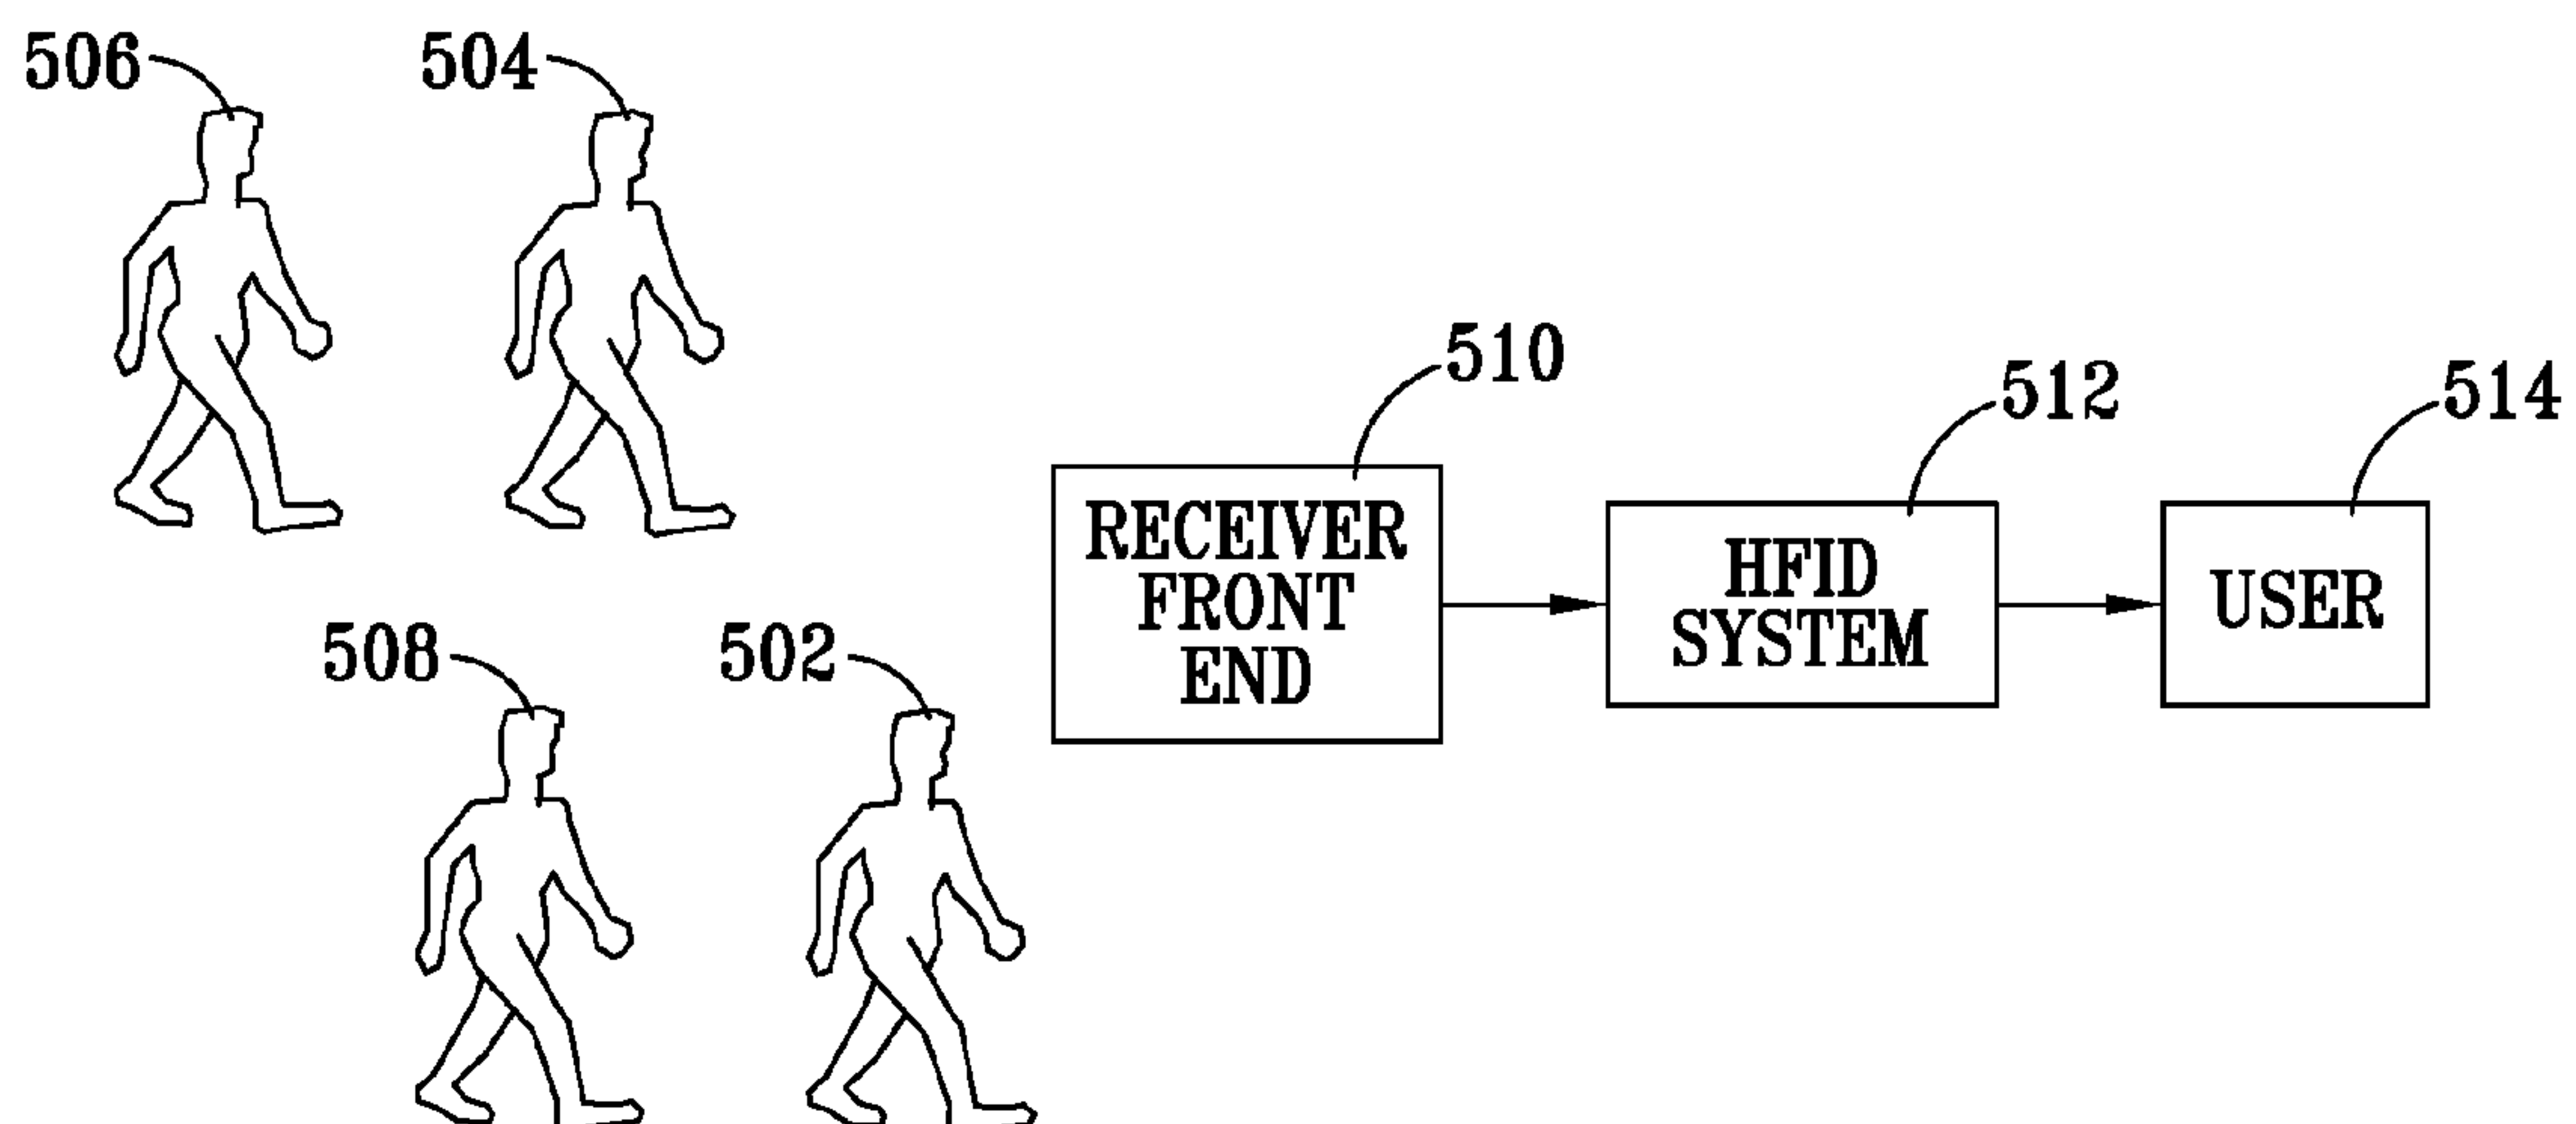 506
504
510
512
514
RECEIVER
FRONT
END
HFID
SYSTEM
USER
508
502